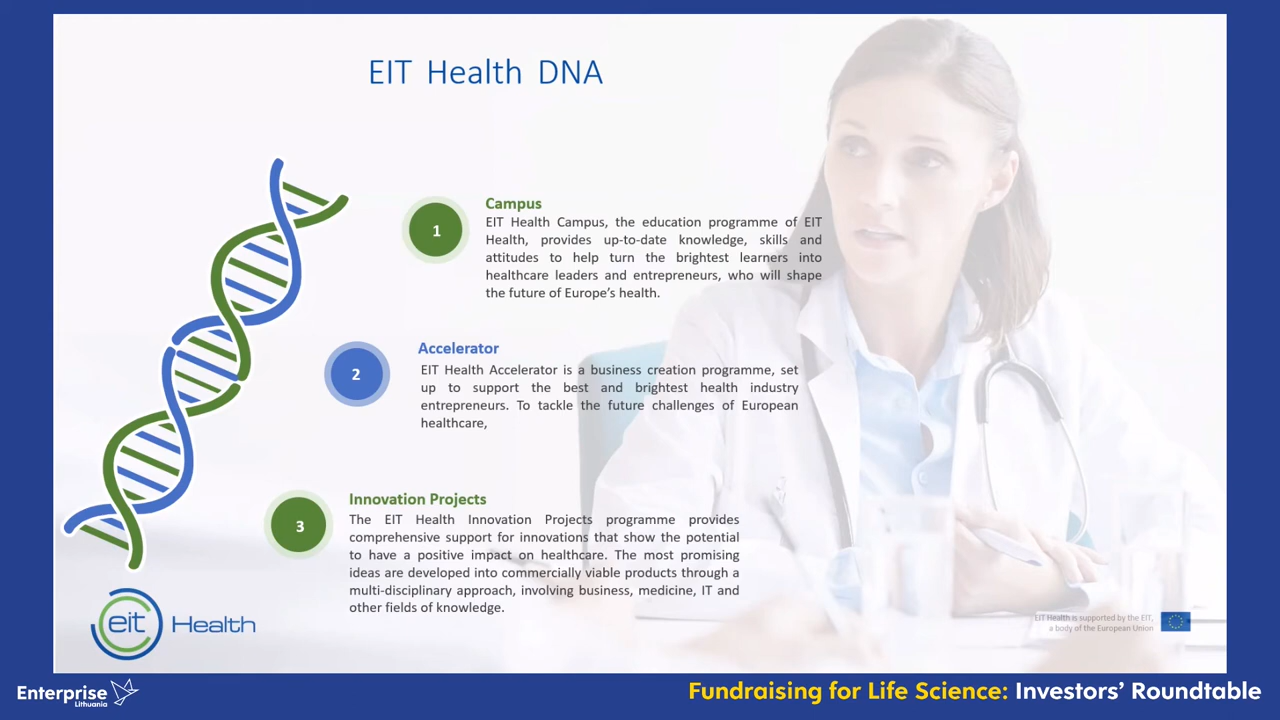 EIT Health DNA
1
Campus
EIT Health Campus, the education programme of EIT
Health, provides up-to-date knowledge, skills and
attitudes to help turn the brightest learners into
healthcare leaders and entrepreneurs, who will shape
the future of Europe’s health.
2
Accelerator
EIT Health Accelerator is a business creation programme, set
up to support the best and brightest health industry
entrepreneurs. To tackle the future challenges of European
healthcare,
3
Innovation Projects
The EIT Health Innovation Projects programme provides
comprehensive support for innovations that show the potential
to have a positive impact on healthcare. The most promising
ideas are developed into commercially viable products through a
multi-disciplinary approach, involving business, medicine, IT and
other fields of knowledge.
eit Health
EIT Health is supported by the EIT,
a body of the European Union
Enterprise
Lithuania
Fundraising for Life Science: Investors’ Roundtable